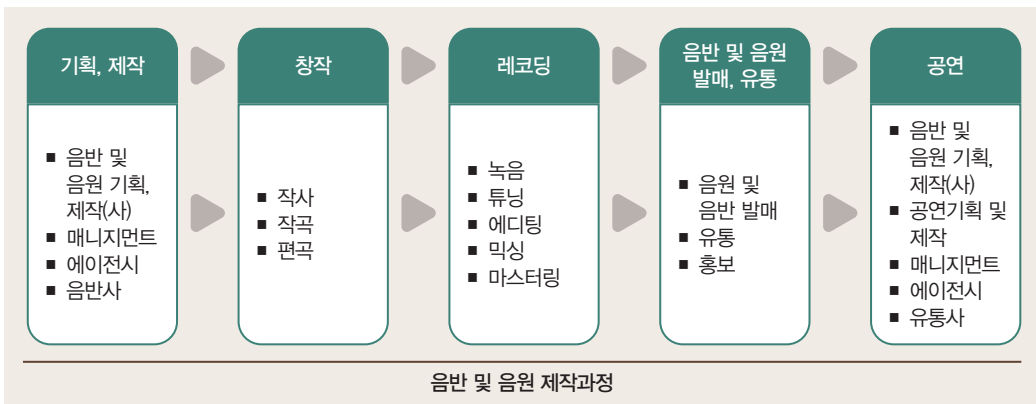 기획, 제작
■ 음반 및
음원 기획,
제작(사)
■ 매니지먼트
■ 에이전시
■ 음반사
창작
■ 작사
■ 작곡
■ 편곡
레코딩
■ 녹음
■ 튜닝
■ 에디팅
■ 믹싱
■ 마스터링
음반 및 음원
발매, 유통
■ 음원 및
음반 발매
■ 유통
■ 홍보
공연
■ 음반 및
음원 기획,
제작(사)
■ 공연기획 및
제작
■ 매니지먼트
■ 에이전시
■ 유통사
음반 및 음원 제작과정